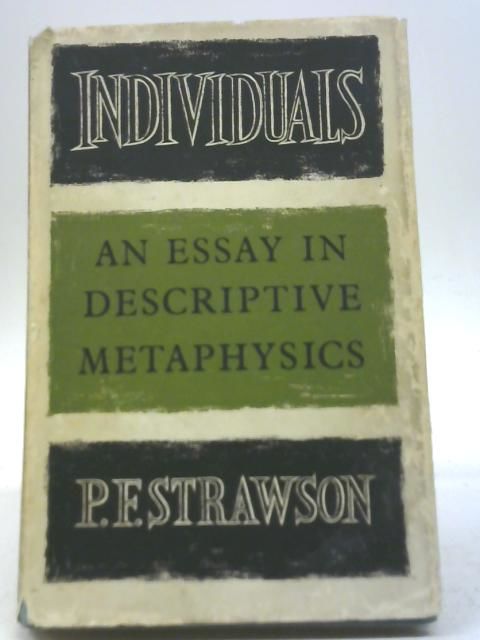 INDIVIDUALS
AN ESSAY IN
DESCRIPTIVE
METAPHYSICS
P.F. STRAWSON